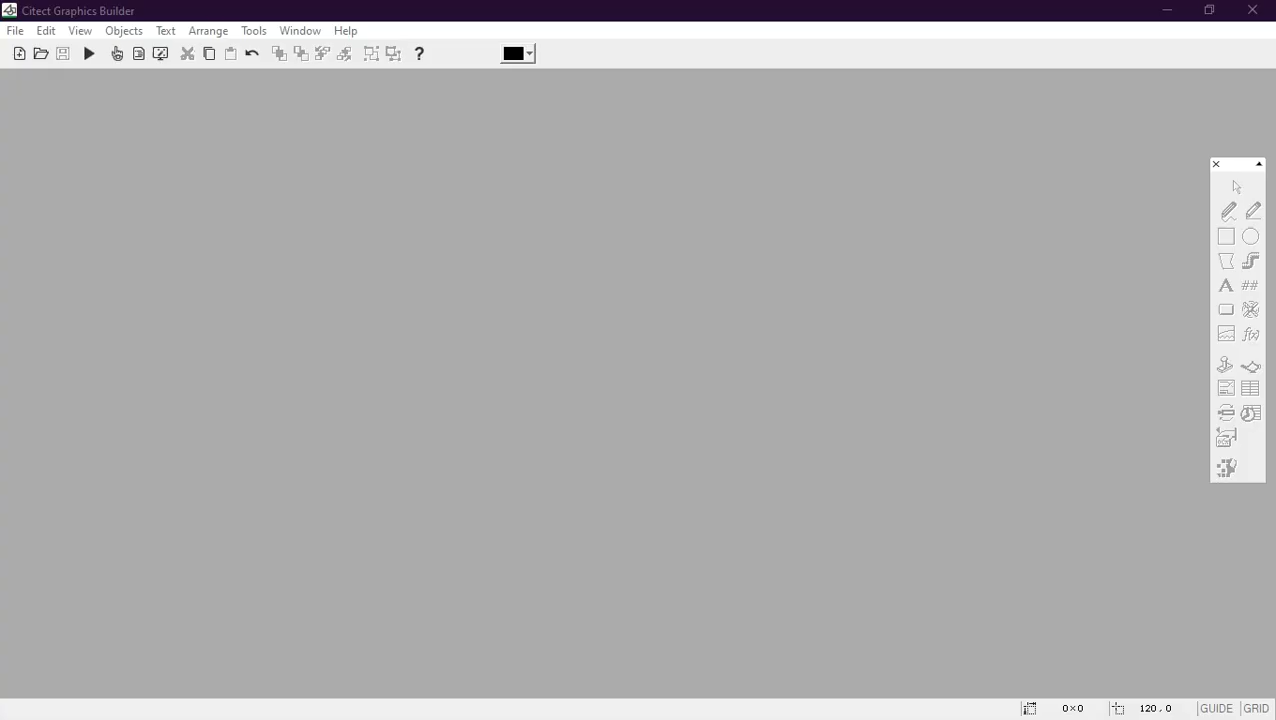 Citect Graphics Builder
File Edit View Objects Text Arrange Tools Window Help
?
A ##
f(x)
0×0 120, 0 GUIDE GRID